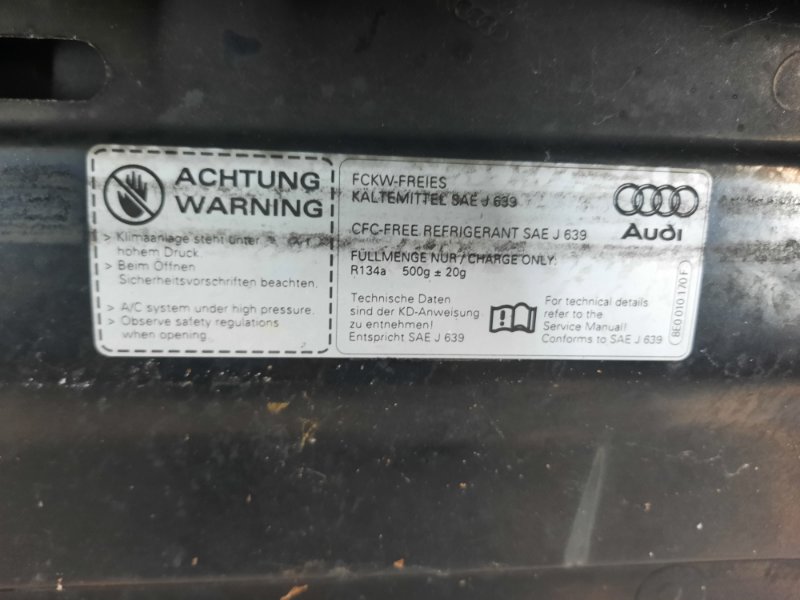 ACHTUNG
WARNING
> Klimaanlage steht unter
hohem Druck.
> Beim Öffnen
Sicherheitsvorschriften beachten.
> A/C system under high pressure.
> Observe safety regulations
when opening.
FCKW-FREIES
KÄLTEMITTEL SAE J 639
CFC-FREE REFRIGERANT SAE J 639
FÜLLMENGE NUR / CHARGE ONLY:
R134a 500g ± 20g
Technische Daten
sind der KD-Anweisung
zu entnehmen!
Entspricht SAE J 639
For technical details
refer to the
Service Manual!
Conforms to SAE J 639
Audi
8E0 010 170 F